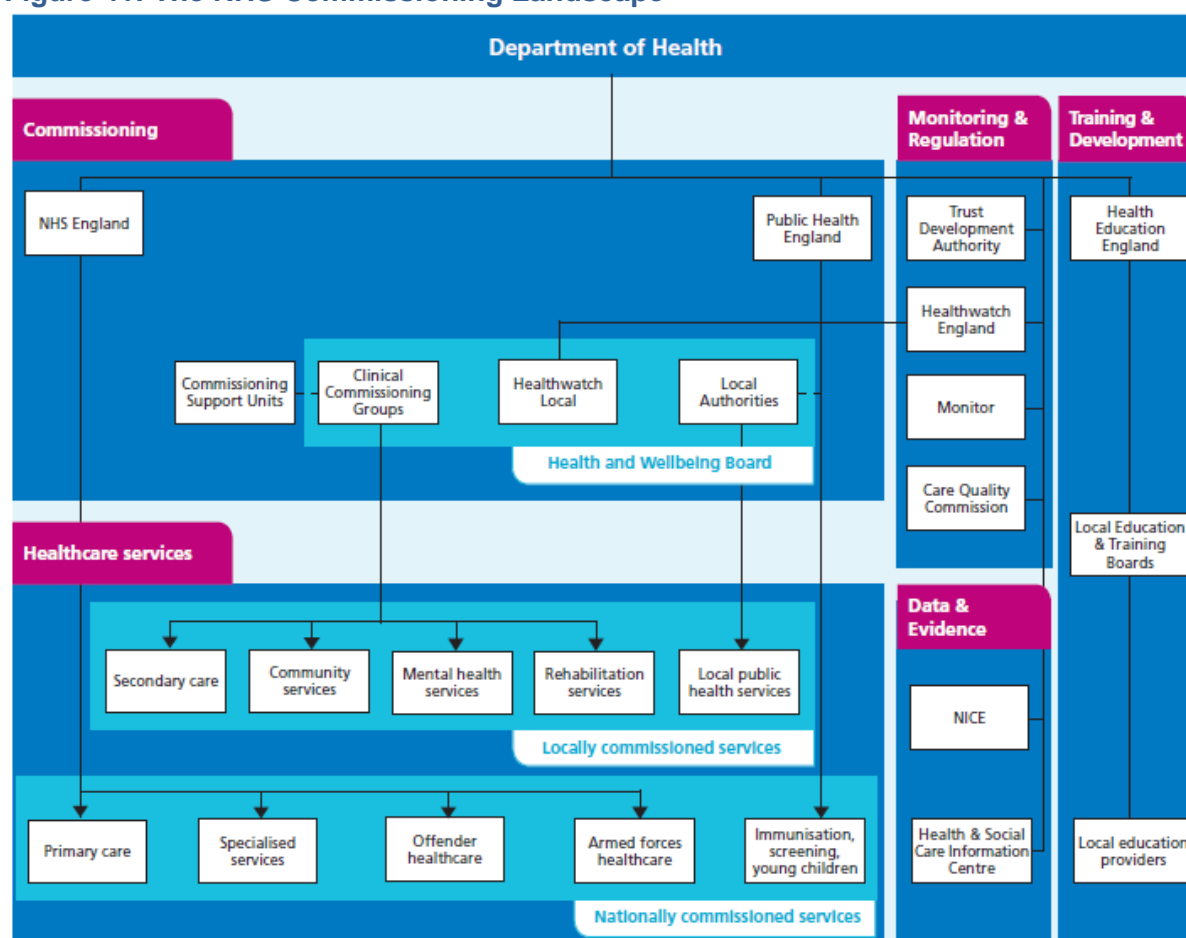 Department of Health
Commissioning
Monitoring &
Regulation
Training &
Development
NHS England
Public Health
England
Trust
Development
Authority
Health
Education
England
Healthwatch
England
Commissioning
Support Units
Clinical
Commissioning
Groups
Healthwatch
Local
Local
Authorities
Monitor
Health and Wellbeing Board
Care Quality
Commission
Local Education
& Training
Boards
Healthcare services
Data &
Evidence
Secondary care
Community
services
Mental health
services
Rehabilitation
services
Local public
health services
NICE
Locally commissioned services
Primary care
Specialised
services
Offender
healthcare
Armed forces
healthcare
Immunisation,
screening,
young children
Health & Social
Care Information
Centre
Local education
providers
Nationally commissioned services